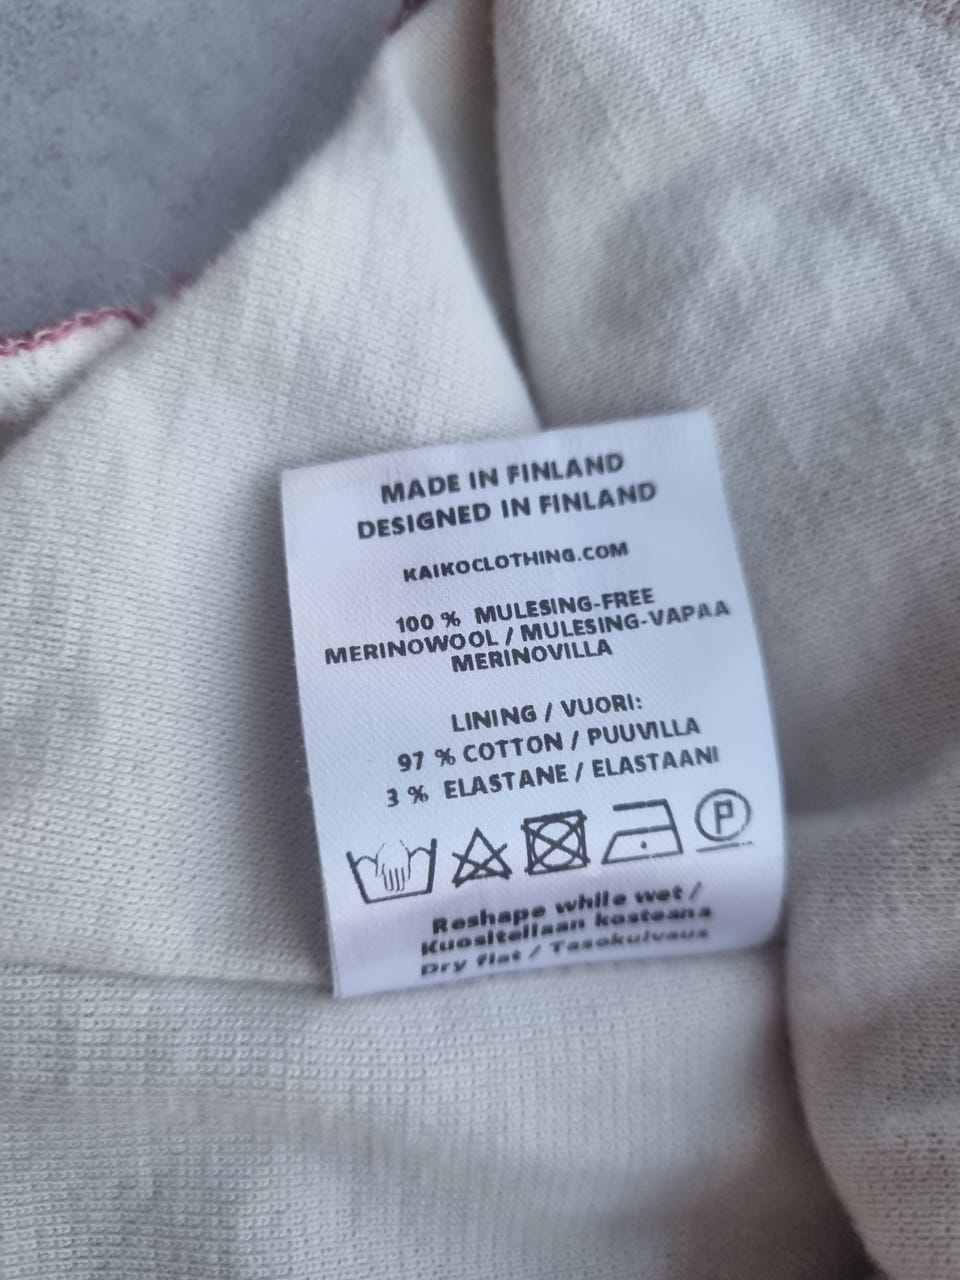 MADE IN FINLAND
DESIGNED IN FINLAND
KAIKOCLOTHING.COM
100 % MULESING-FREE
MERINOWOOL / MULESING-VAPAA
MERINOVILLA
LINING / VUORI:
97 % COTTON / PUUVILLA
3 % ELASTANE / ELASTAANI
P
Reshape while wet /
Kuositellaan kosteana
Dry flat / Tasokuivaus